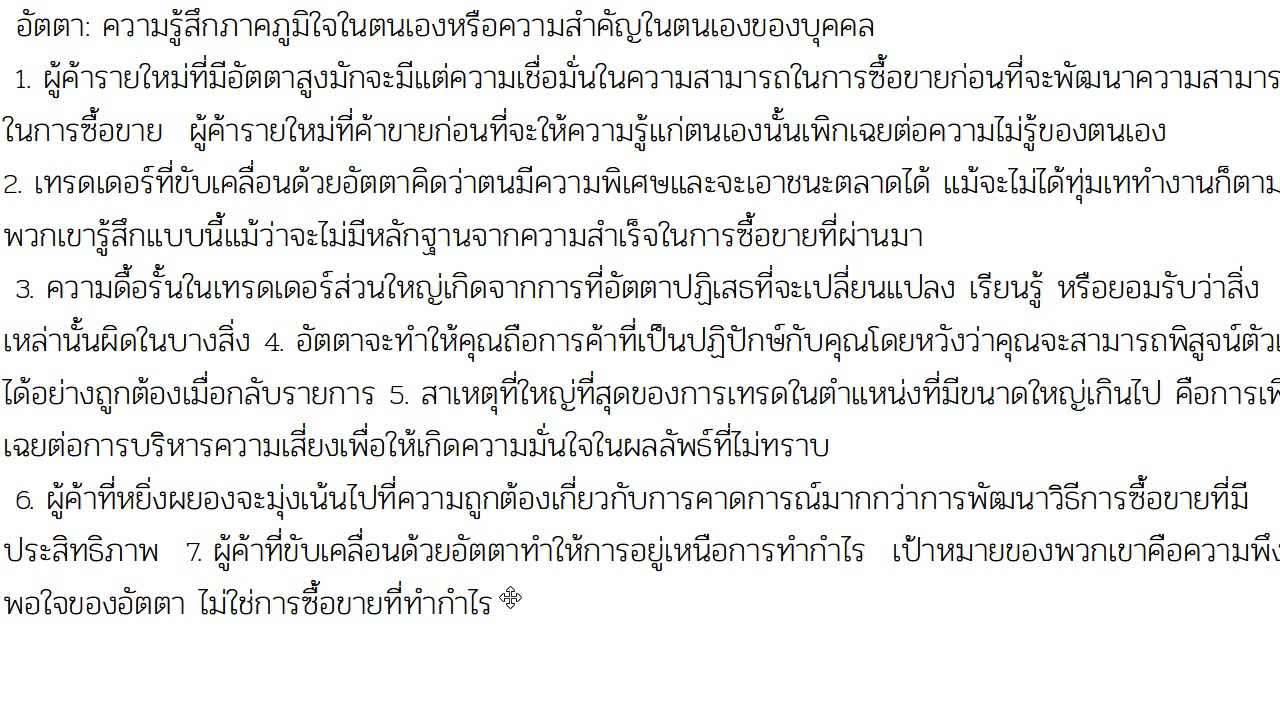 อัตตา: ความรู้สึกภาคภูมิใจในตนเองหรือความสำคัญในตนเองของบุคคล
1. ผู้ค้ารายใหม่ที่มีอัตตาสูงมักจะมีแต่ความเชื่อมั่นในความสามารถในการซื้อขายก่อนที่จะพัฒนาความสามาร
ในการซื้อขาย ผู้ค้ารายใหม่ที่ค้าขายก่อนที่จะให้ความรู้แก่ตนเองนั้นเพิกเฉยต่อความไม่รู้ของตนเอง
2. เทรดเดอร์ที่ขับเคลื่อนด้วยอัตตาคิดว่าตนมีความพิเศษและจะเอาชนะตลาดได้ แม้จะไม่ได้ทุ่มเททำงานก็ตาม
พวกเขารู้สึกแบบนี้แม้ว่าจะไม่มีหลักฐานจากความสำเร็จในการซื้อขายที่ผ่านมา
3. ความดื้อรั้นในเทรดเดอร์ส่วนใหญ่เกิดจากการที่อัตตาปฏิเสธที่จะเปลี่ยนแปลง เรียนรู้ หรือยอมรับว่าสิ่ง
เหล่านั้นผิดในบางสิ่ง 4. อัตตาจะทำให้คุณถือการค้าที่เป็นปฏิปักษ์กับคุณโดยหวังว่าคุณจะสามารถพิสูจน์ตัวเ
ได้อย่างถูกต้องเมื่อกลับรายการ 5. สาเหตุที่ใหญ่ที่สุดของการเทรดในตำแหน่งที่มีขนาดใหญ่เกินไป คือการเพิ
เฉยต่อการบริหารความเสี่ยงเพื่อให้เกิดความมั่นใจในผลลัพธ์ที่ไม่ทราบ
6. ผู้ค้าที่หยิ่งผยองจะมุ่งเน้นไปที่ความถูกต้องเกี่ยวกับการคาดการณ์มากกว่าการพัฒนาวิธีการซื้อขายที่มี
ประสิทธิภาพ 7. ผู้ค้าที่ขับเคลื่อนด้วยอัตตาทำให้การอยู่เหนือการทำกำไร เป้าหมายของพวกเขาคือความพึง
พอใจของอัตตา ไม่ใช่การซื้อขายที่ทำกำไร